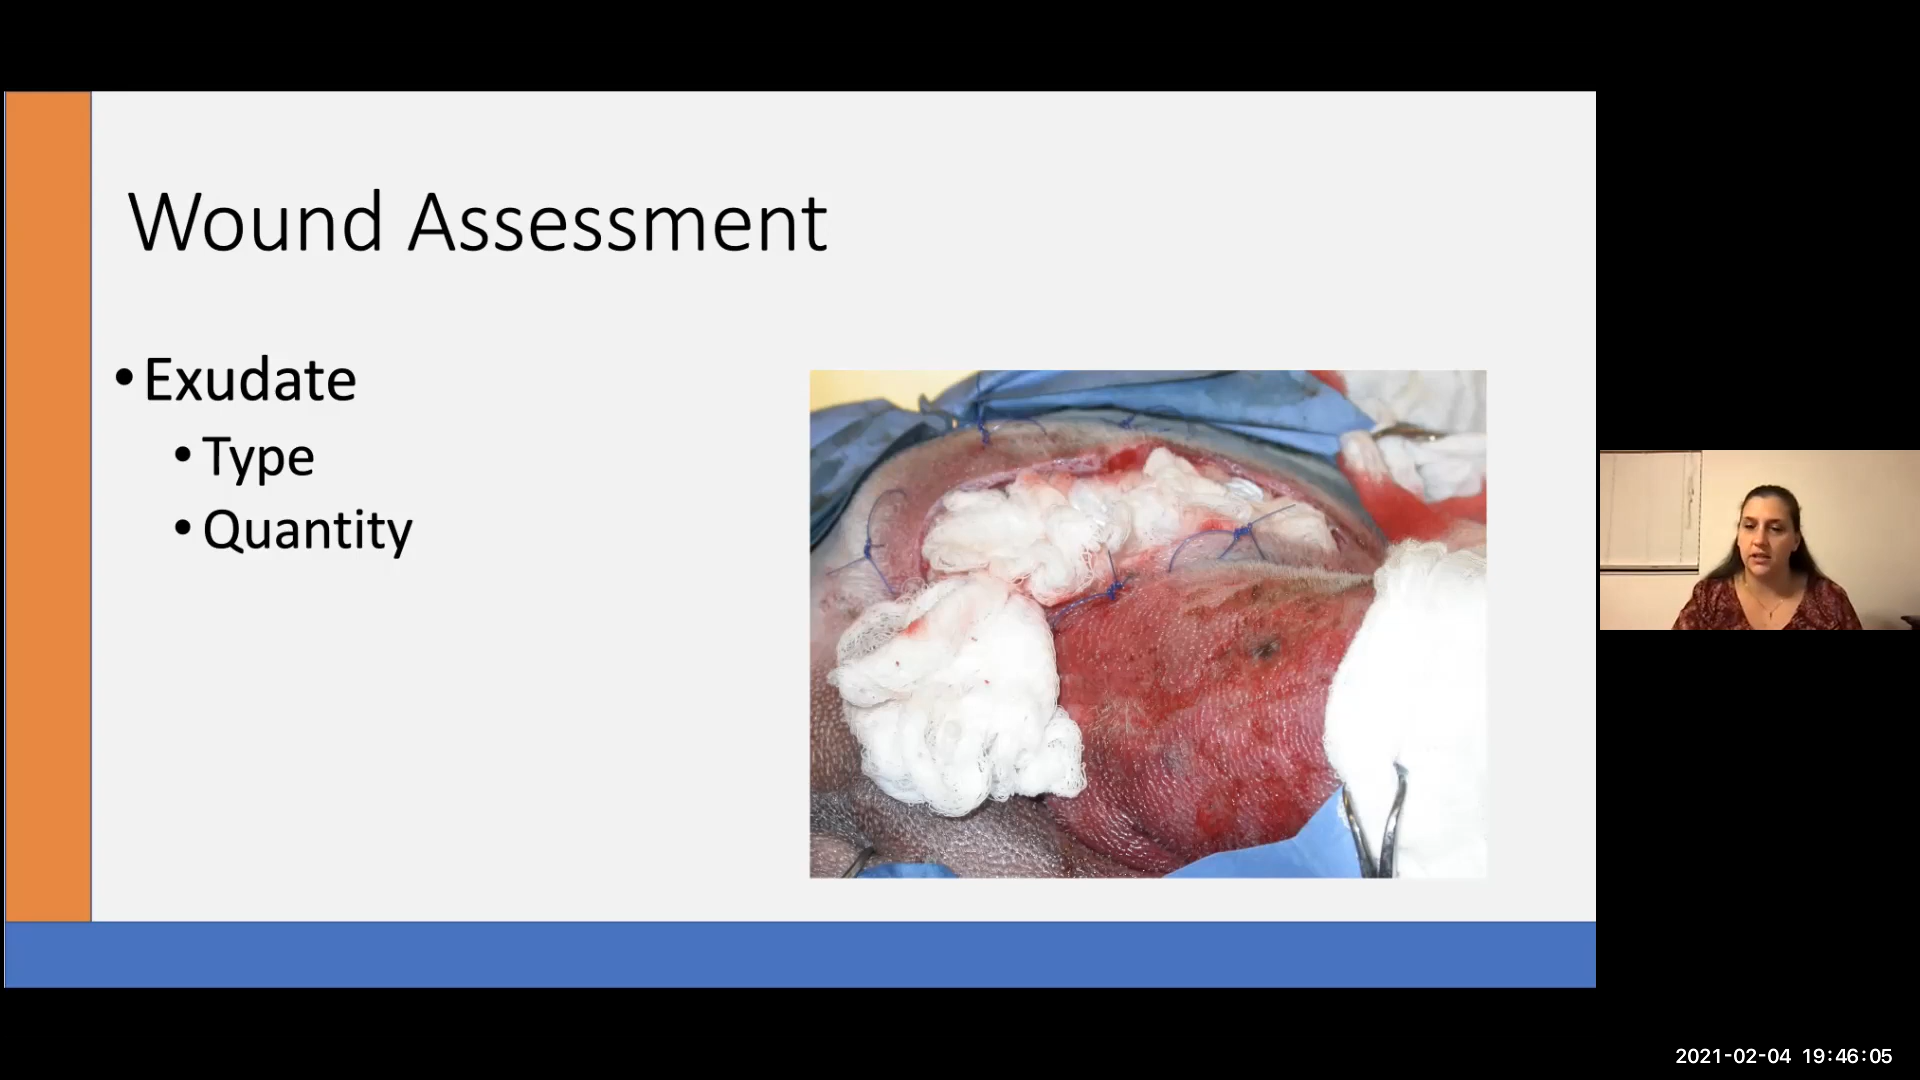 Wound Assessment
• Exudate
• Type
• Quantity
2021-02-04 19:46:05